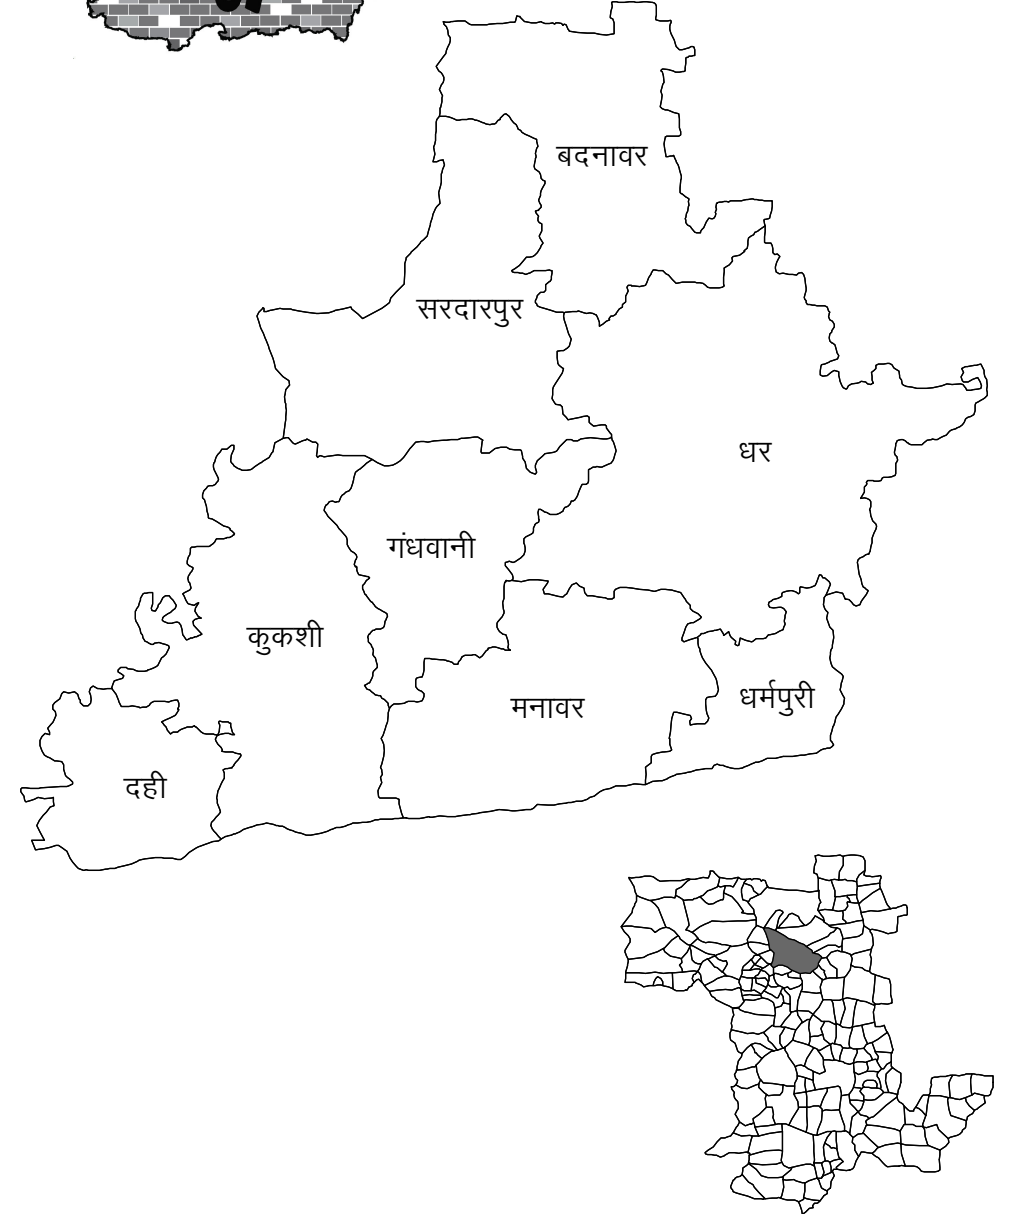 बदनावर
सरदारपुर
धर
गंधवानी
कुकशी
मनावर
धर्मपुरी
दही